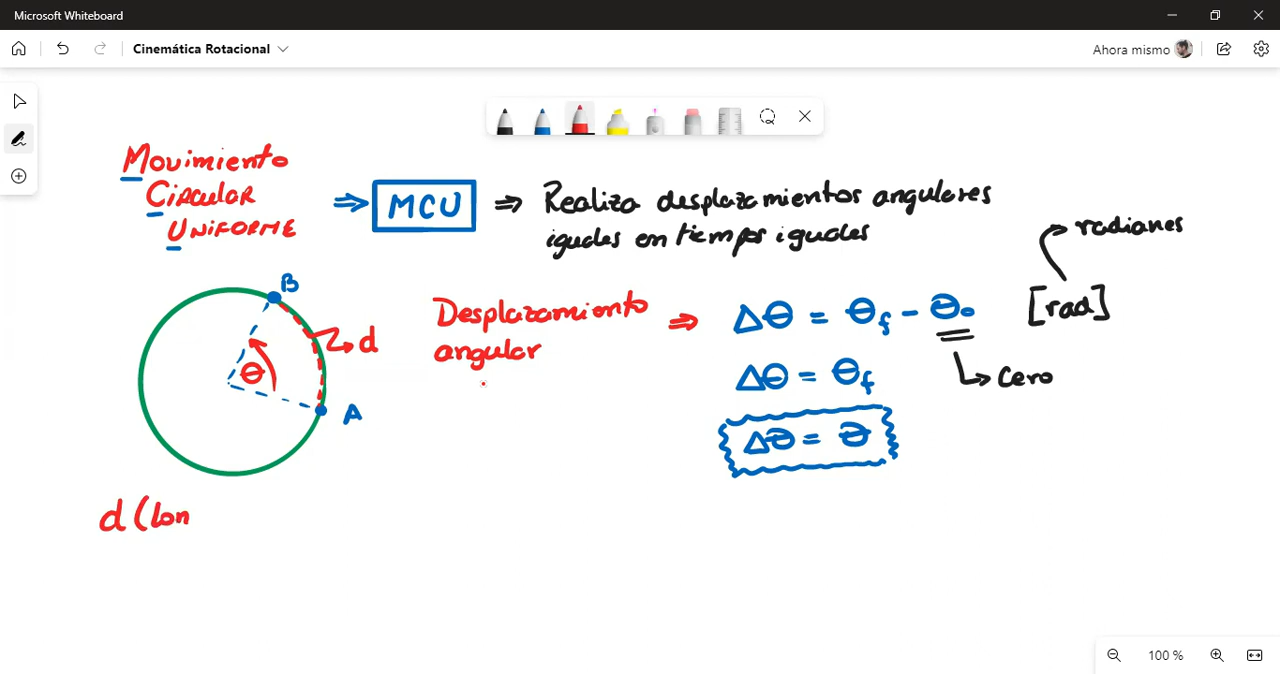 Microsoft Whiteboard
Cinemática Rotacional
Ahora mismo
Movimiento
Circular
Uniforme
⇒ MCU ⇒ Realiza desplazamientos angulares
iguales en tiempos iguales
radianes
[rad]
B
d
θ
A
Desplazamiento
angular
⇒ Δθ = θf - θo
cero
Δθ = θf
Δθ = θ
d (lon
100 %